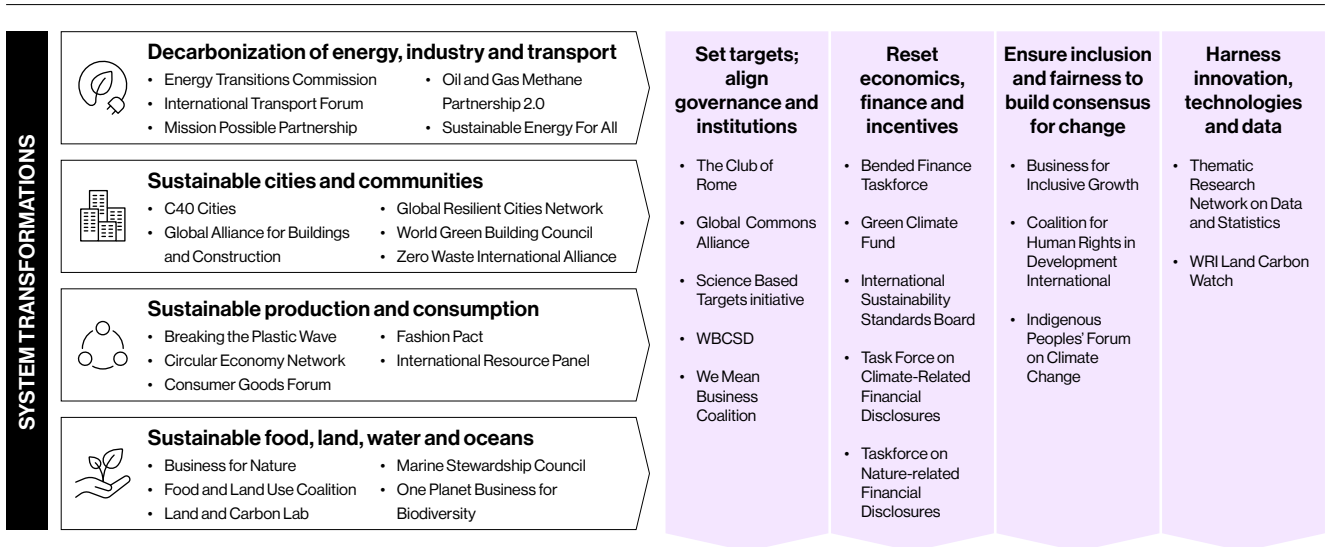 SYSTEM TRANSFORMATIONS
Decarbonization of energy, industry and transport
• Energy Transitions Commission
• International Transport Forum
• Mission Possible Partnership
• Oil and Gas Methane
Partnership 2.0
• Sustainable Energy For All
Sustainable cities and communities
• C40 Cities
• Global Alliance for Buildings
and Construction
• Global Resilient Cities Network
• World Green Building Council
• Zero Waste International Alliance
Sustainable production and consumption
• Breaking the Plastic Wave
• Circular Economy Network
• Consumer Goods Forum
• Fashion Pact
• International Resource Panel
Sustainable food, land, water and oceans
• Business for Nature
• Food and Land Use Coalition
• Land and Carbon Lab
• Marine Stewardship Council
• One Planet Business for
Biodiversity
Set targets;
align
governance and
institutions
• The Club of
Rome
• Global Commons
Alliance
• Science Based
Targets initiative
• WBCSD
• We Mean
Business
Coalition
Reset
economics,
finance and
incentives
• Bended Finance
Taskforce
• Green Climate
Fund
• International
Sustainability
Standards Board
• Task Force on
Climate-Related
Financial
Disclosures
• Taskforce on
Nature-related
Financial
Disclosures
Ensure inclusion
and fairness to
build consensus
for change
• Business for
Inclusive Growth
• Coalition for
Human Rights in
Development
International
• Indigenous
Peoples' Forum
on Climate
Change
Harness
innovation,
technologies
and data
• Thematic
Research
Network on Data
and Statistics
• WRI Land Carbon
Watch